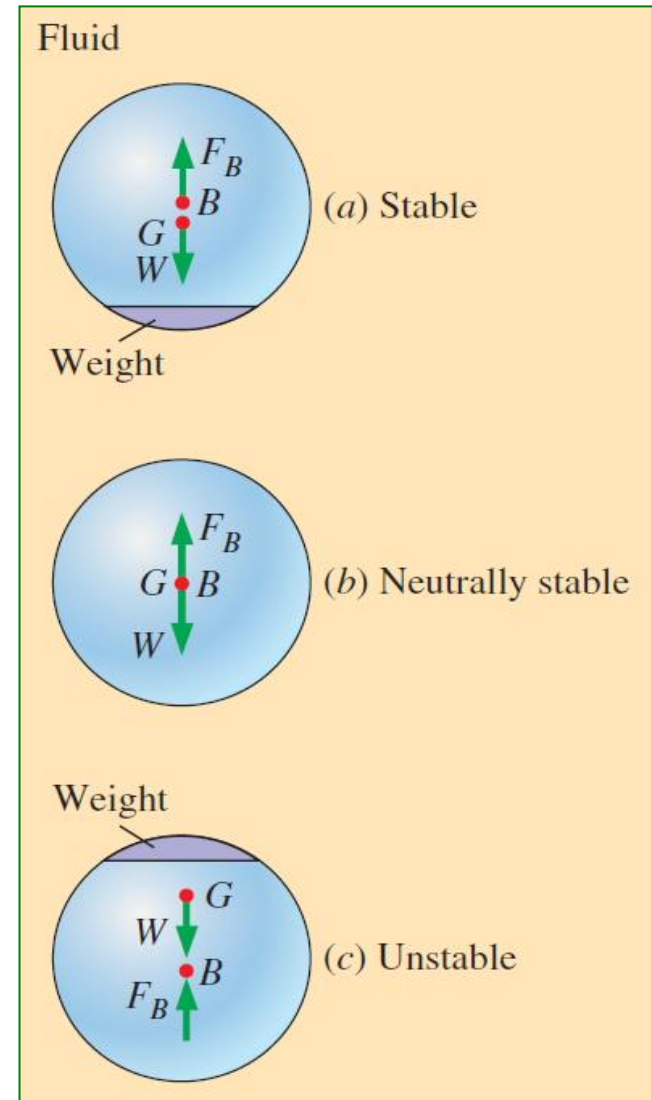 Fluid
F_B
B
G
W
(a) Stable
Weight
F_B
G B
W
(b) Neutrally stable
Weight
G
W
B
F_B
(c) Unstable